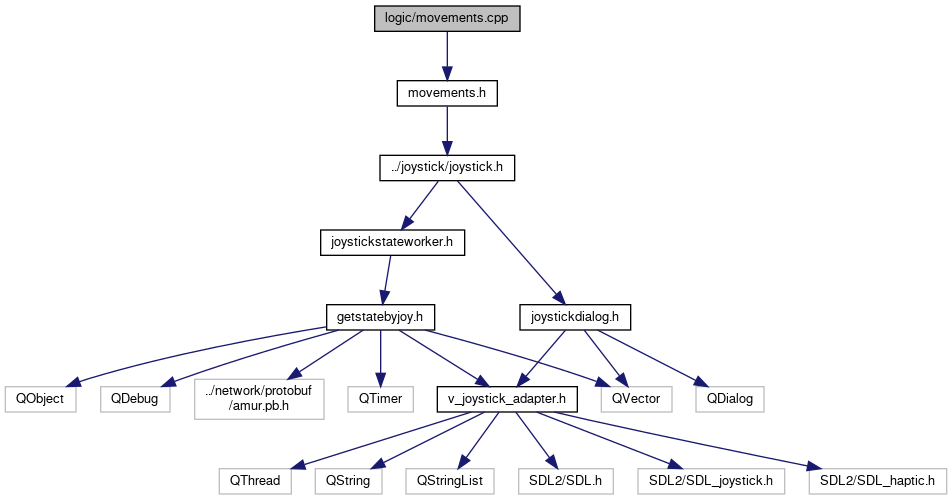 logic/movements.cpp
movements.h
../joystick/joystick.h
joystickstateworker.h
getstatebyjoy.h
joystickdialog.h
QObject
QDebug
../network/protobuf
/amur.pb.h
QTimer
v_joystick_adapter.h
QVector
QDialog
QThread
QString
QStringList
SDL2/SDL.h
SDL2/SDL_joystick.h
SDL2/SDL_haptic.h